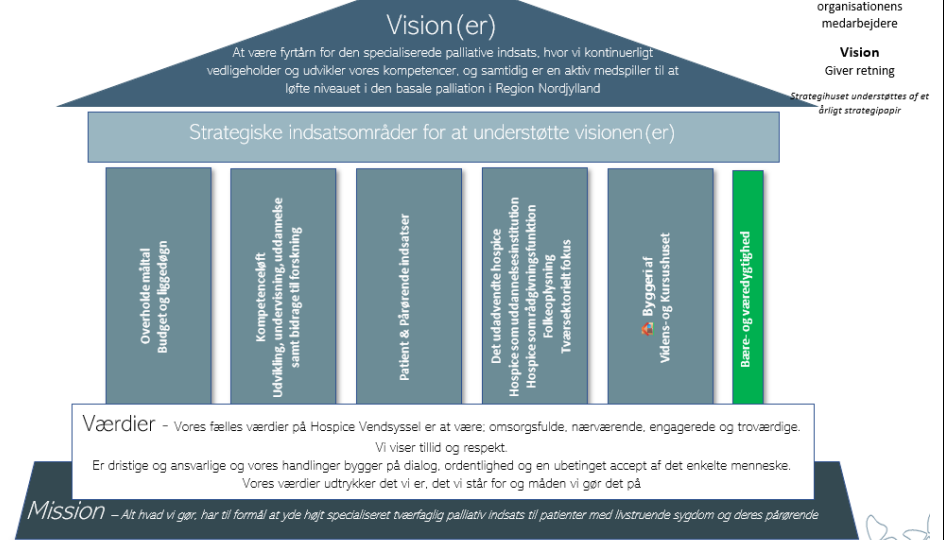 Vision(er)
At være fyrtårn for den specialiserede palliative indsats, hvor vi kontinuerligt
vedligeholder og udvikler vores kompetencer, og samtidig er en aktiv medspiller til at
løfte niveauet i den basale palliation i Region Nordjylland
organisationens
medarbejdere
Vision
Giver retning
Strategihuset understøttes af et
årligt strategipapir
Strategiske indsatsområder for at understøtte visionen(er)
Overholde måltal
Budget og liggedøgn
Kompetenceløft
Udvikling, undervisning, uddannelse
samt bidrage til forskning
Patient & Pårørende indsatser
Det udadvendte hospice
Hospice som uddannelsesinstitution
Hospice som rådgivningsfunktion
Folkeoplysning
Tværsektorielt fokus
Byggeri af
Videns- og Kursushuset
Bære- og væredygtighed
Værdier - Vores fælles værdier på Hospice Vendsyssel er at være; omsorgsfulde, nærværende, engagerede og troværdige.
Vi viser tillid og respekt.
Er dristige og ansvarlige og vores handlinger bygger på dialog, ordentlighed og en ubetinget accept af det enkelte menneske.
Vores værdier udtrykker det vi er, det vi står for og måden vi gør det på
Mission – Alt hvad vi gør, har til formål at yde højt specialiseret tværfaglig palliativ indsats til patienter med livstruende sygdom og deres pårørende